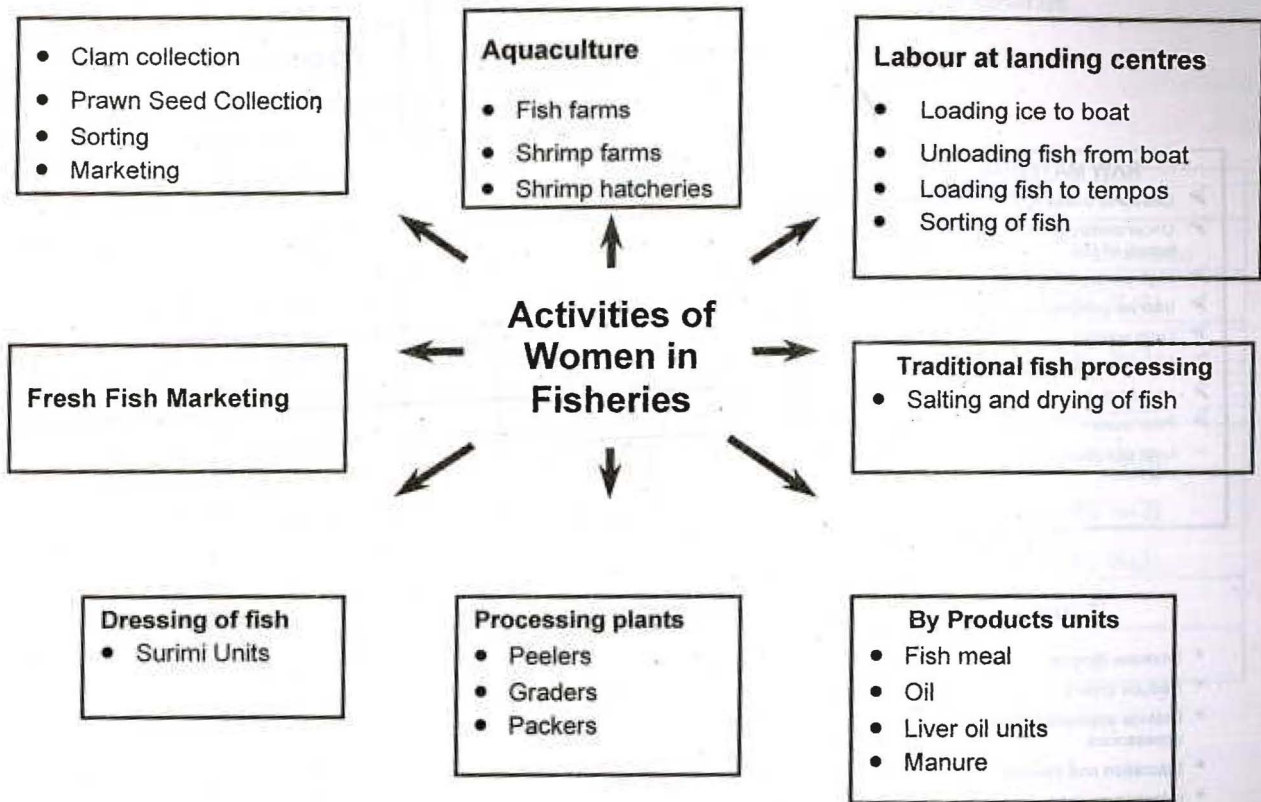 • Clam collection
• Prawn Seed Collection
• Sorting
• Marketing
Aquaculture
• Fish farms
• Shrimp farms
• Shrimp hatcheries
Labour at landing centres
• Loading ice to boat
• Unloading fish from boat
• Loading fish to tempos
• Sorting of fish
Activities of
Women in
Fisheries
Fresh Fish Marketing
Traditional fish processing
• Salting and drying of fish
Dressing of fish
• Surimi Units
Processing plants
• Peelers
• Graders
• Packers
By Products units
• Fish meal
• Oil
• Liver oil units
• Manure